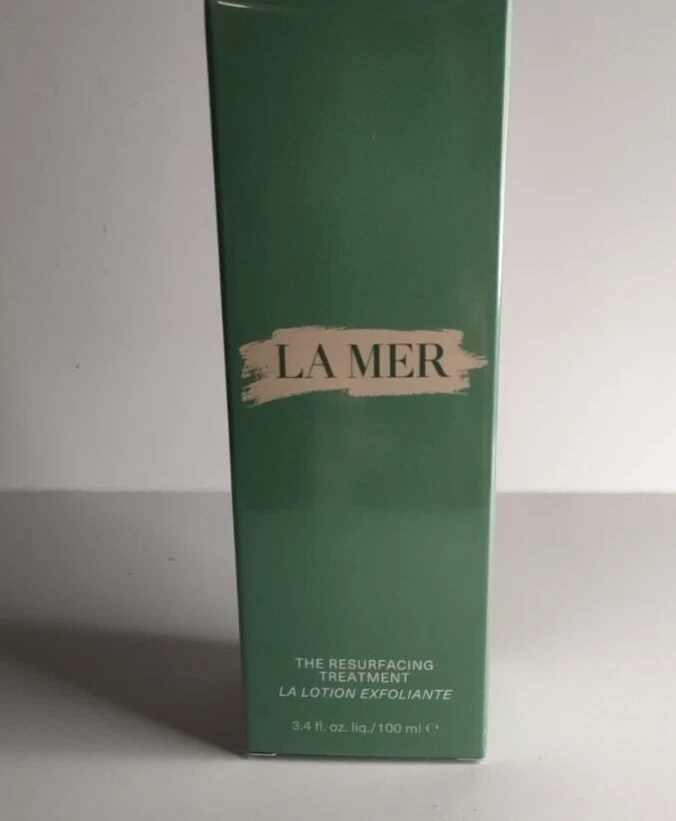 LA MER
THE RESURFACING
TREATMENT
LA LOTION EXFOLIANTE
3.4 fl. oz. liq./100 ml ℮